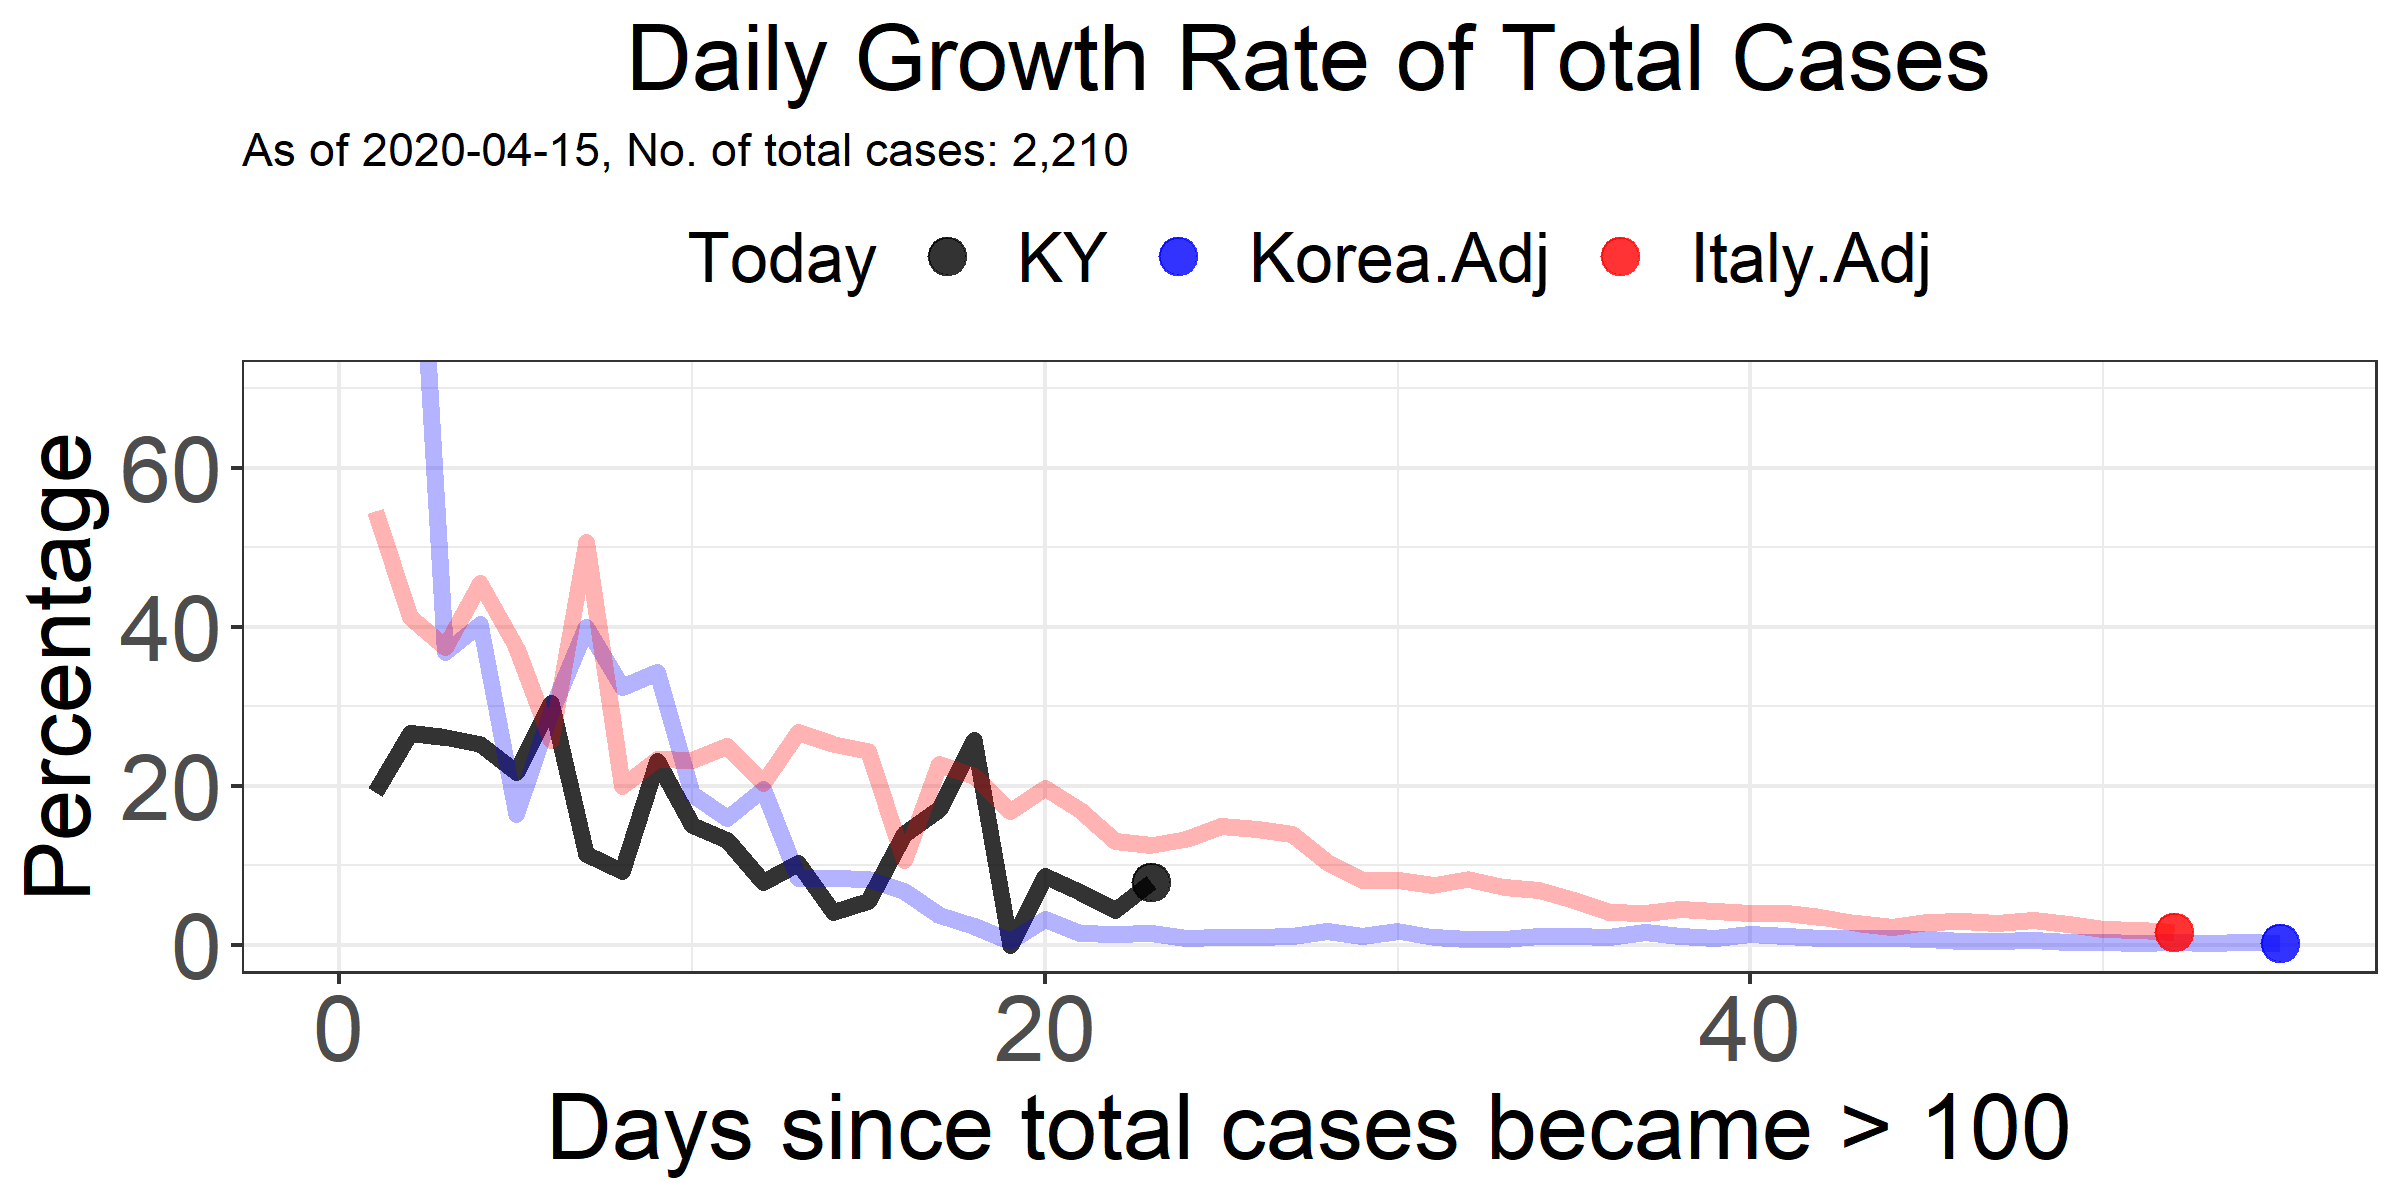 Daily Growth Rate of Total Cases
As of 2020-04-15, No. of total cases: 2,210
Today KY Korea.Adj Italy.Adj
Percentage
60
40
20
0
0 20 40
Days since total cases became > 100